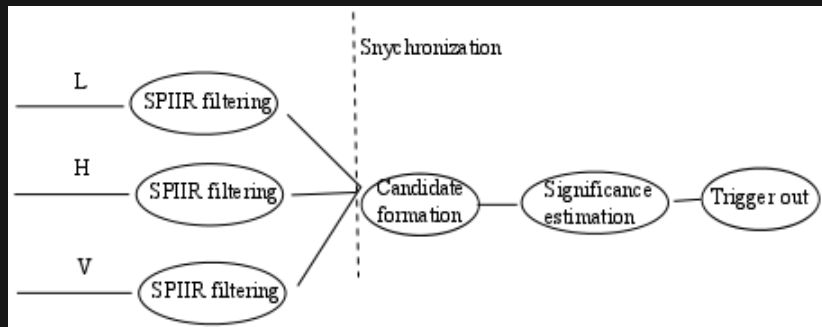 Snychronization
L
SPIIR filtering
H
SPIIR filtering
V
SPIIR filtering
Candidate
formation
Significance
estimation
Trigger out